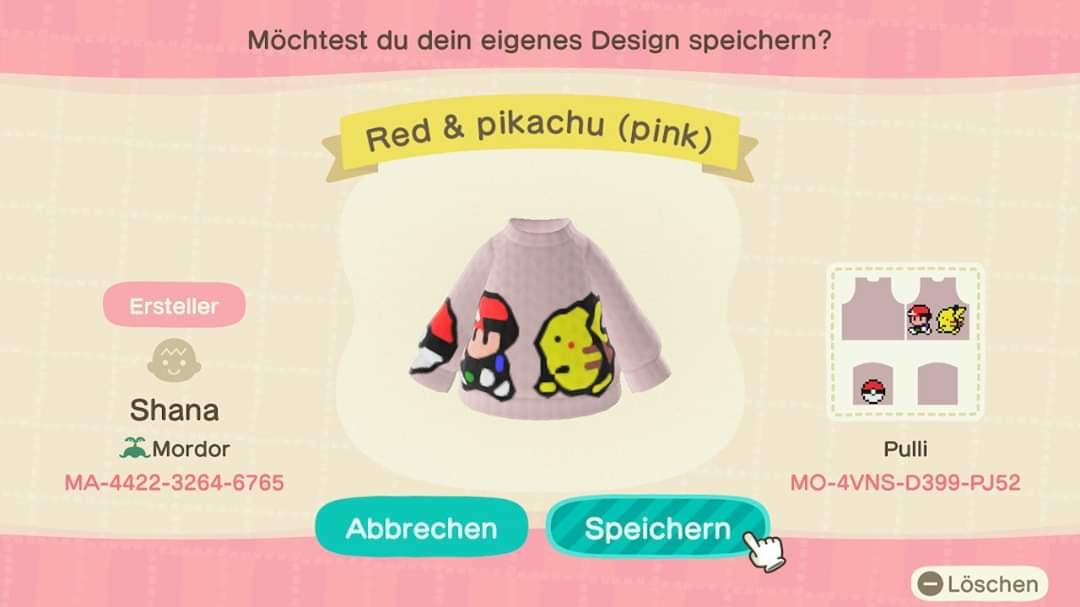 Möchtest du dein eigenes Design speichern?
Red & pikachu (pink)
Ersteller
Shana
Mordor
MA-4422-3264-6765
Pulli
MO-4VNS-D399-PJ52
Abbrechen
Speichern
Löschen